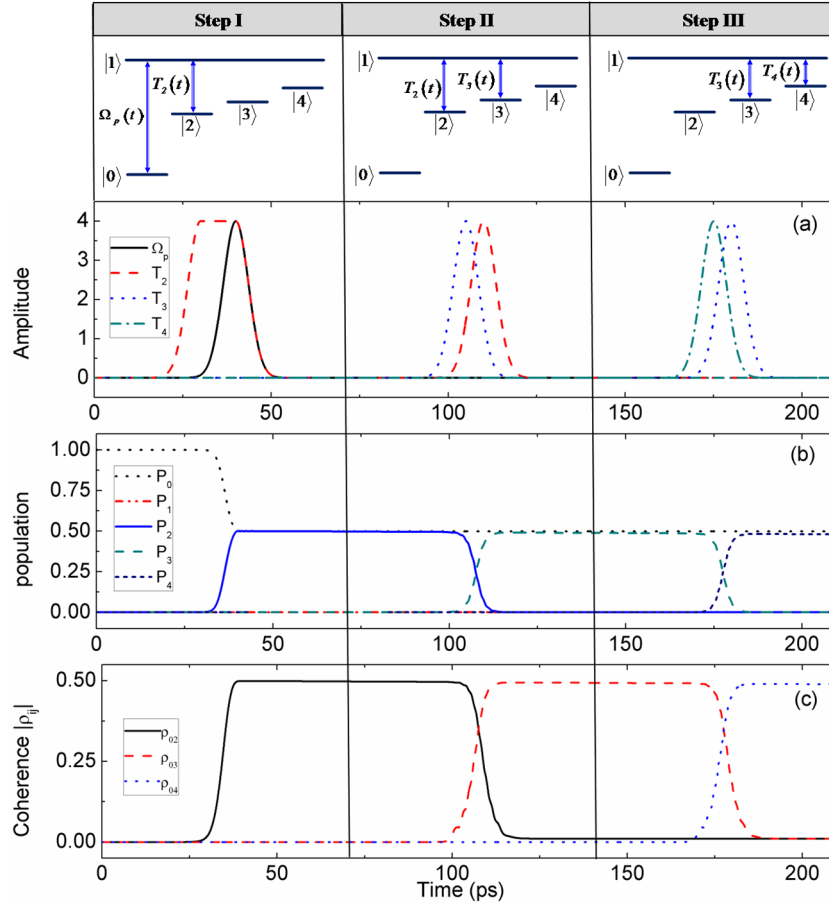 Step I Step II Step III
|1⟩ T₂(t) Ωₚ(t) |2⟩ |3⟩ |4⟩ |0⟩
|1⟩ T₂(t) T₃(t) |2⟩ |3⟩ |4⟩ |0⟩
|1⟩ T₃(t) T₄(t) |2⟩ |3⟩ |4⟩ |0⟩
(a)
Amplitude
4
3
2
1
0
Ωₚ
T₂
T₃
T₄
0 50 100 150 200
(b)
population
1.00
0.75
0.50
0.25
0.00
P₀
P₁
P₂
P₃
P₄
0 50 100 150 200
(c)
Coherence |ρᵢⱼ|
0.50
0.25
0.00
ρ₀₂
ρ₀₃
ρ₀₄
0 50 100 150 200
Time (ps)